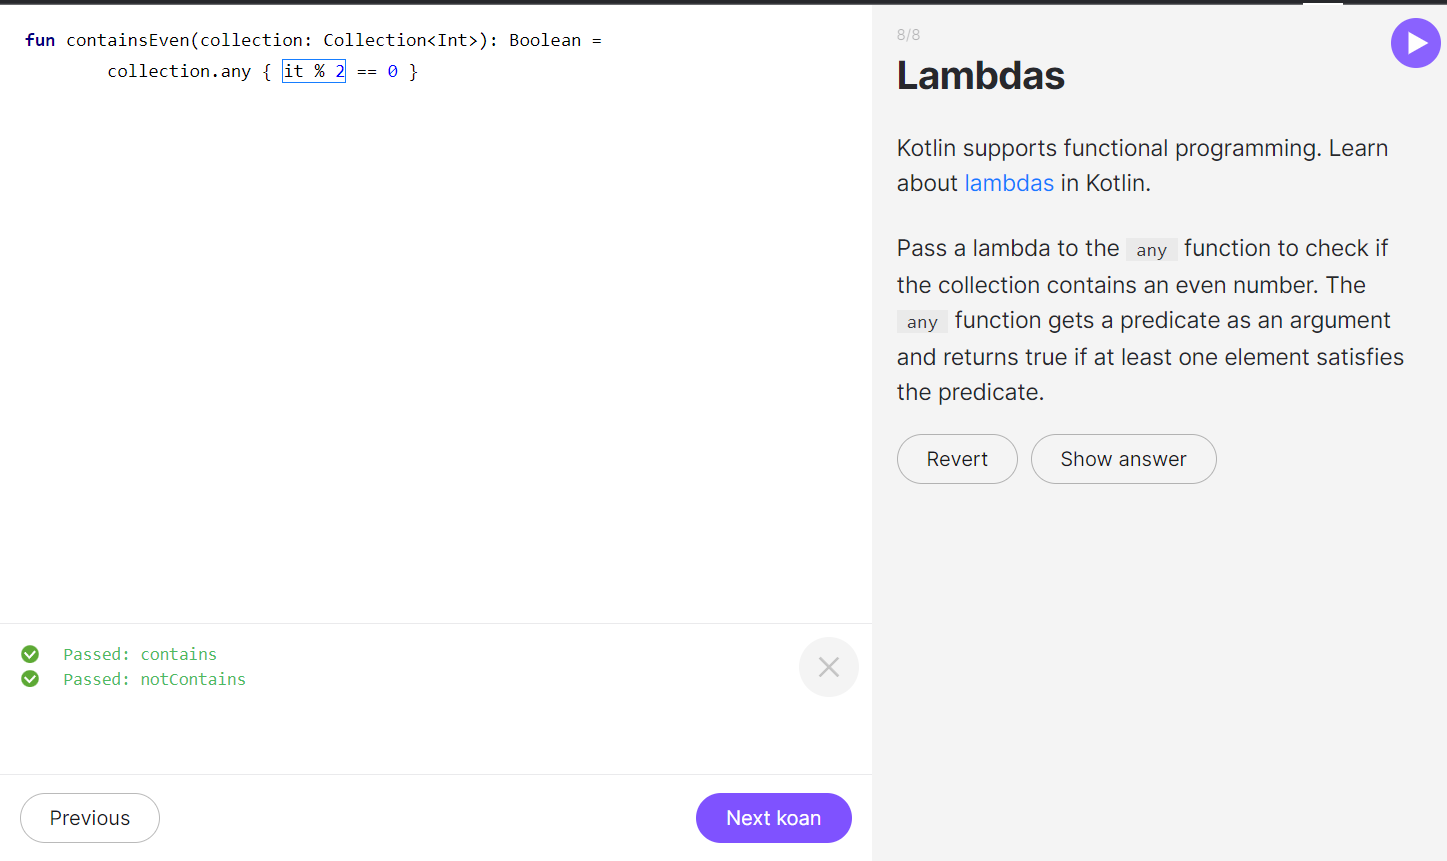 fun containsEven(collection: Collection<Int>): Boolean =
        collection.any { it % 2 == 0 }
Passed: contains
Passed: notContains
Previous
Next koan
8/8
Lambdas
Kotlin supports functional programming. Learn
about lambdas in Kotlin.
Pass a lambda to the any function to check if
the collection contains an even number. The
any function gets a predicate as an argument
and returns true if at least one element satisfies
the predicate.
Revert
Show answer